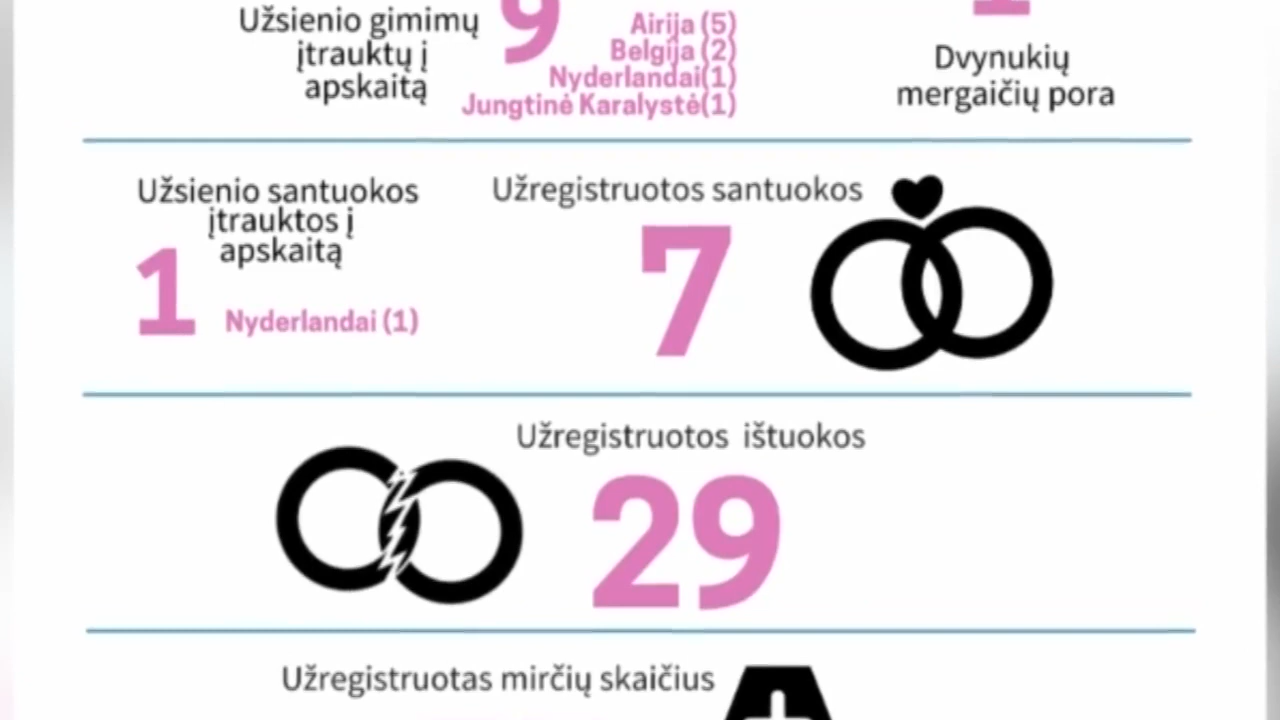 Užsienio gimimų
įtrauktų į
apskaitą
9
Airija (5)
Belgija (2)
Nyderlandai(1)
Jungtinė Karalystė(1)
Dvynukių
mergaičių pora
Užsienio santuokos
įtrauktos į
apskaitą
1
Nyderlandai (1)
Užregistruotos santuokos
7
Užregistruotos ištuokos
29
Užregistruotas mirčių skaičius